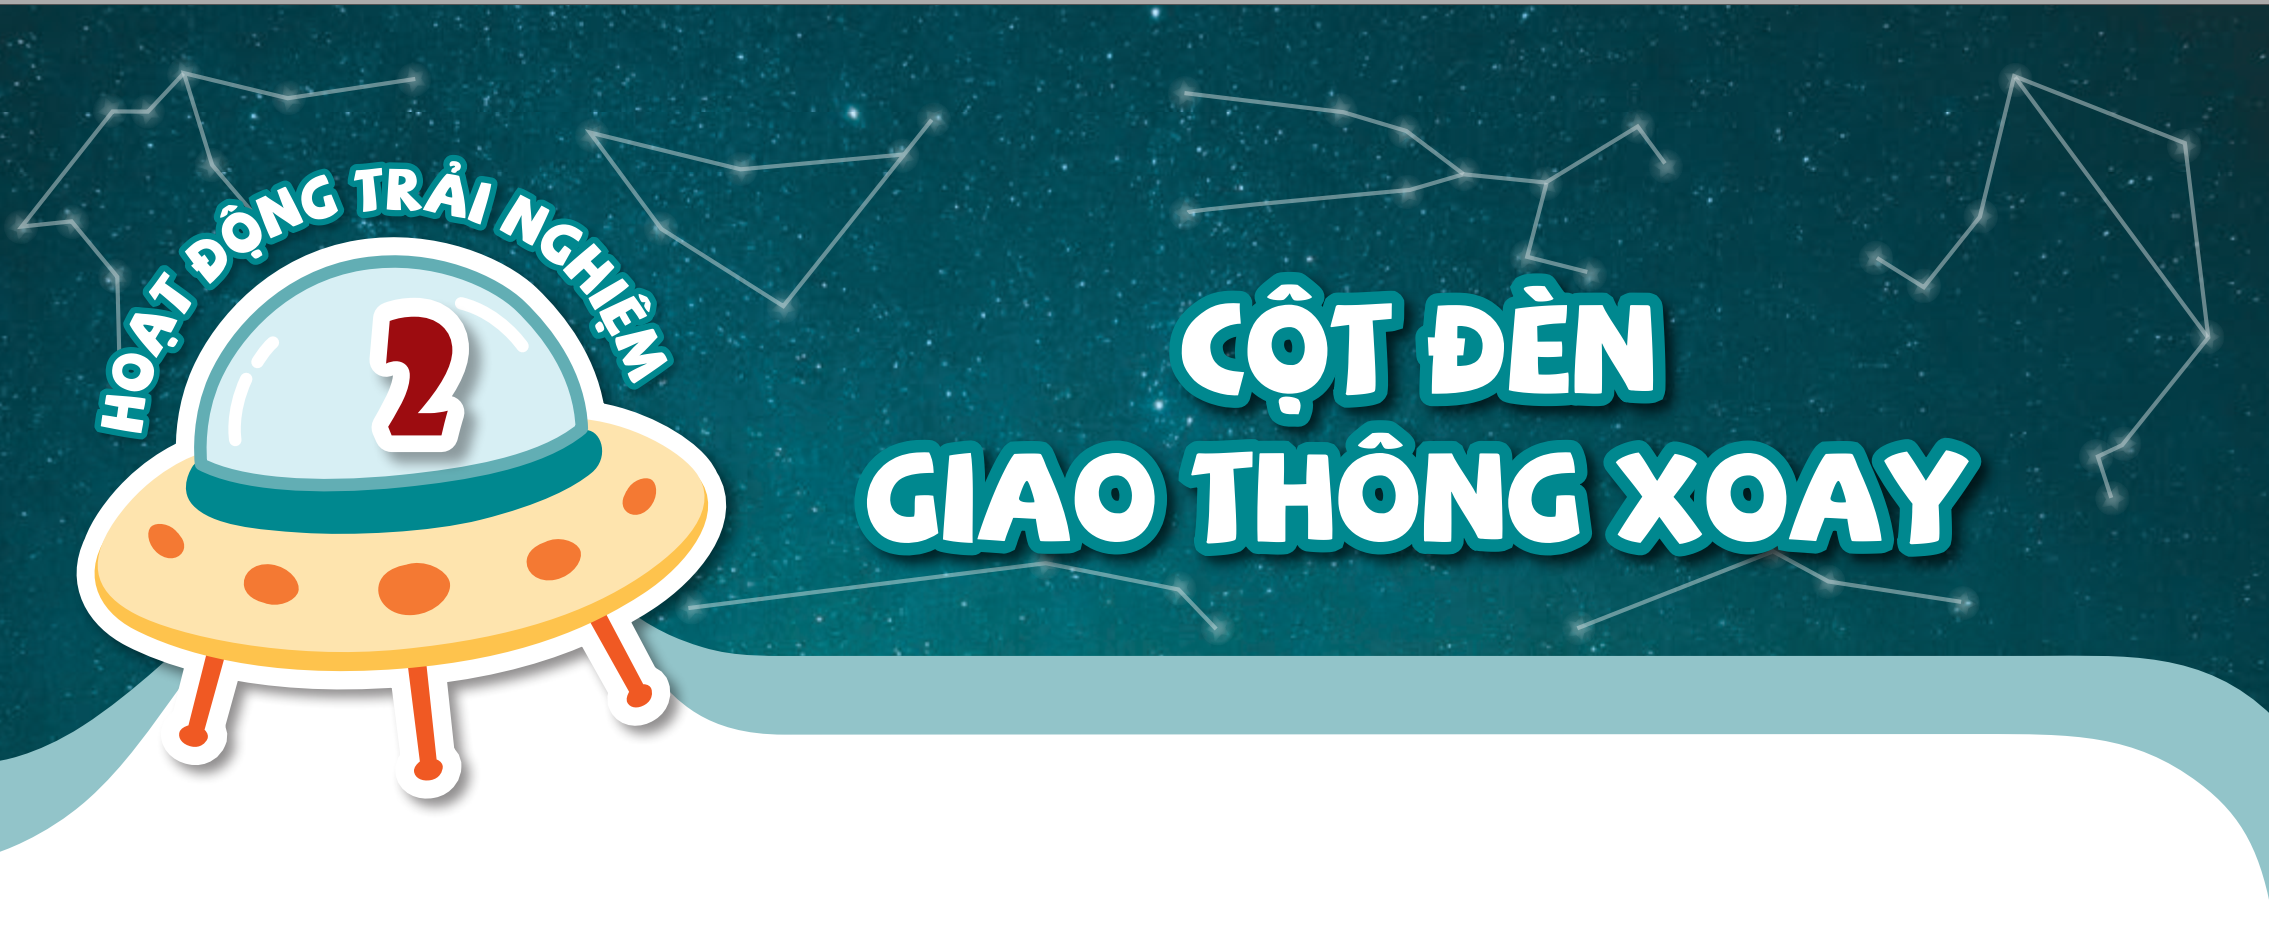 HOẠT ĐỘNG TRẢI NGHIỆM
2
CỘT ĐÈN
GIAO THÔNG XOAY